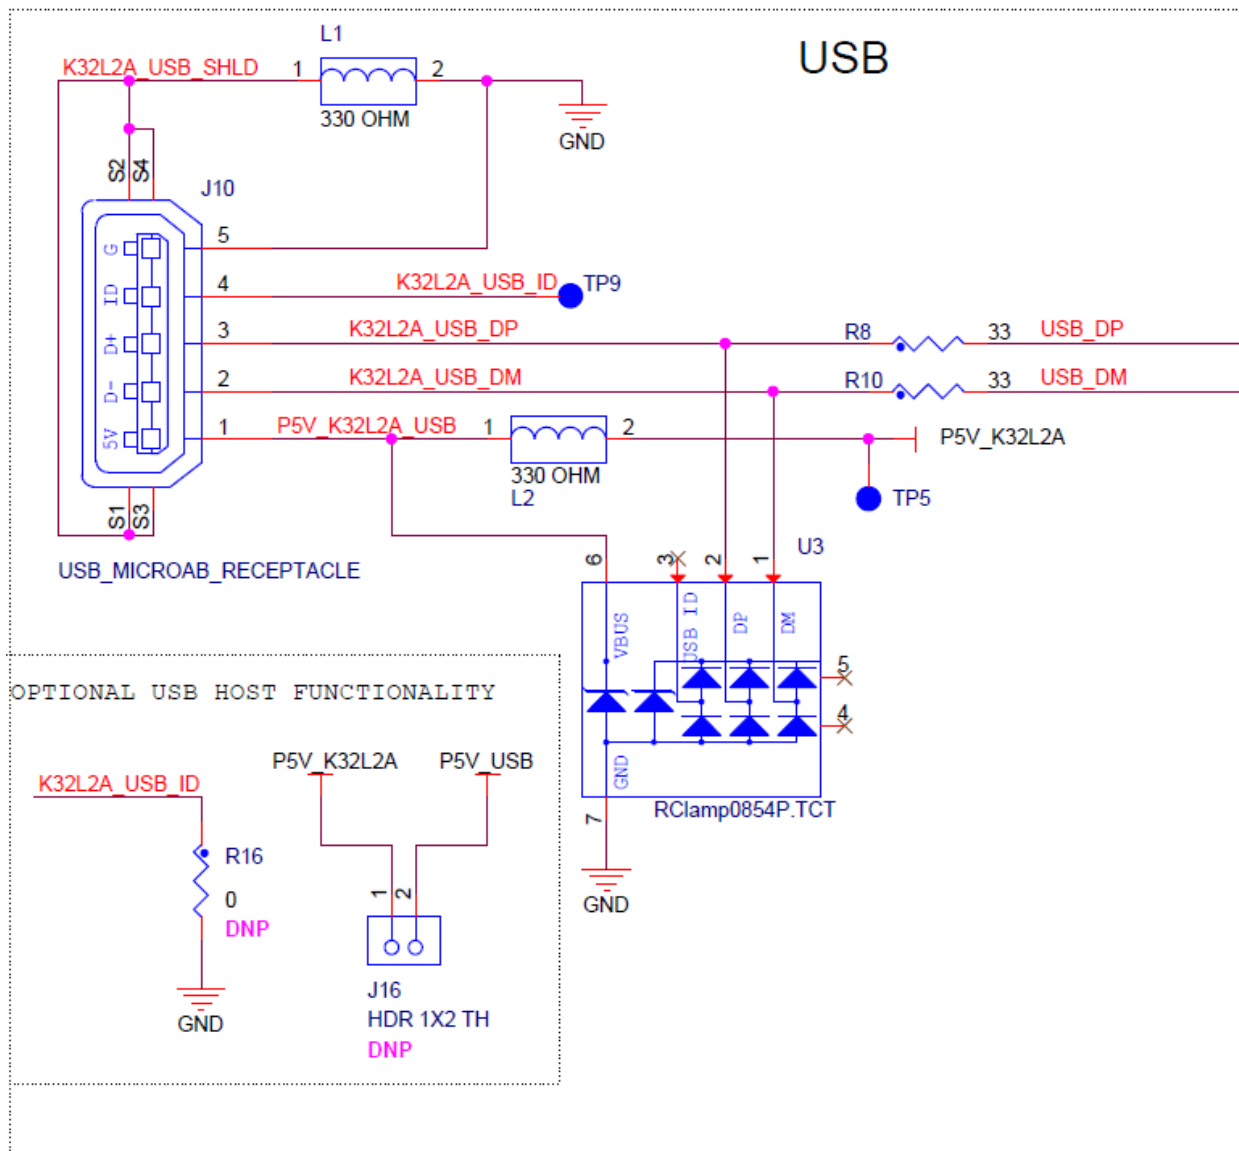 USB
L1
K32L2A_USB_SHLD
1
2
330 OHM
GND
S2
S4
J10
G
5
ID
4
K32L2A_USB_ID
TP9
D+
3
K32L2A_USB_DP
R8
33
USB_DP
D-
2
K32L2A_USB_DM
R10
33
USB_DM
5V
1
P5V_K32L2A_USB
1
2
P5V_K32L2A
330 OHM
L2
TP5
S1
S3
USB_MICROAB_RECEPTACLE
U3
6
3
2
1
VBUS
USB ID
DP
DM
5
4
GND
RClamp0854P.TCT
7
GND
OPTIONAL USB HOST FUNCTIONALITY
K32L2A_USB_ID
P5V_K32L2A
P5V_USB
R16
0
DNP
GND
1
2
J16
HDR 1X2 TH
DNP